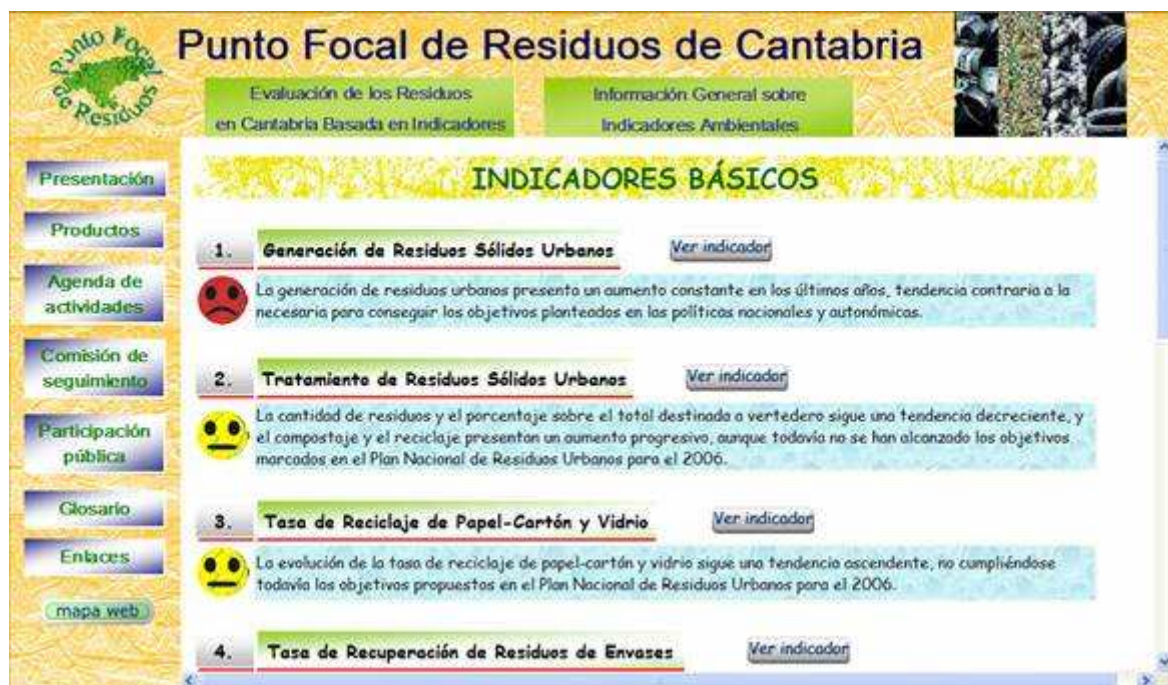 Punto Focal
de Residuos
Punto Focal de Residuos de Cantabria
Evaluación de los Residuos
en Cantabria Basada en Indicadores
Información General sobre
Indicadores Ambientales
Presentación
Productos
Agenda de
actividades
Comisión de
seguimiento
Participación
pública
Glosario
Enlaces
mapa web
INDICADORES BÁSICOS
1. Generación de Residuos Sólidos Urbanos Ver indicador
La generación de residuos urbanos presenta un aumento constante en los últimos años, tendencia contraria a la
necesaria para conseguir los objetivos planteados en las políticas nacionales y autonómicas.
2. Tratamiento de Residuos Sólidos Urbanos Ver indicador
La cantidad de residuos y el porcentaje sobre el total destinada a vertedero sigue una tendencia decreciente, y
el compostaje y el reciclaje presentan un aumento progresivo, aunque todavía no se han alcanzado los objetivos
marcados en el Plan Nacional de Residuos Urbanos para el 2006.
3. Tasa de Reciclaje de Papel-Cartón y Vidrio Ver indicador
La evolución de la tasa de reciclaje de papel-cartón y vidrio sigue una tendencia ascendente, no cumpliéndose
todavía los objetivos propuestos en el Plan Nacional de Residuos Urbanos para el 2006.
4. Tasa de Recuperación de Residuos de Envases Ver indicador